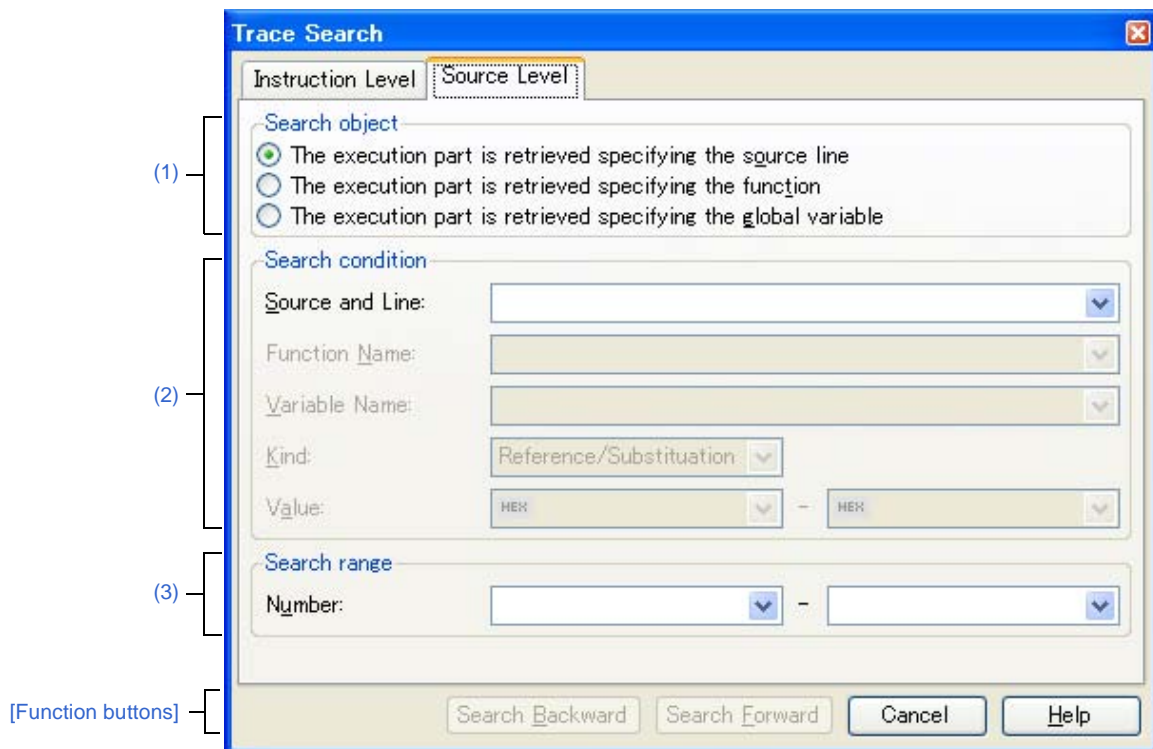 Trace Search
Instruction Level Source Level
Search object
(1)
The execution part is retrieved specifying the source line
The execution part is retrieved specifying the function
The execution part is retrieved specifying the global variable
Search condition
(2)
Source and Line:
Function Name:
Variable Name:
Kind: Reference/Substituation
Value: HEX - HEX
Search range
(3)
Number: -
[Function buttons]
Search Backward Search Forward Cancel Help